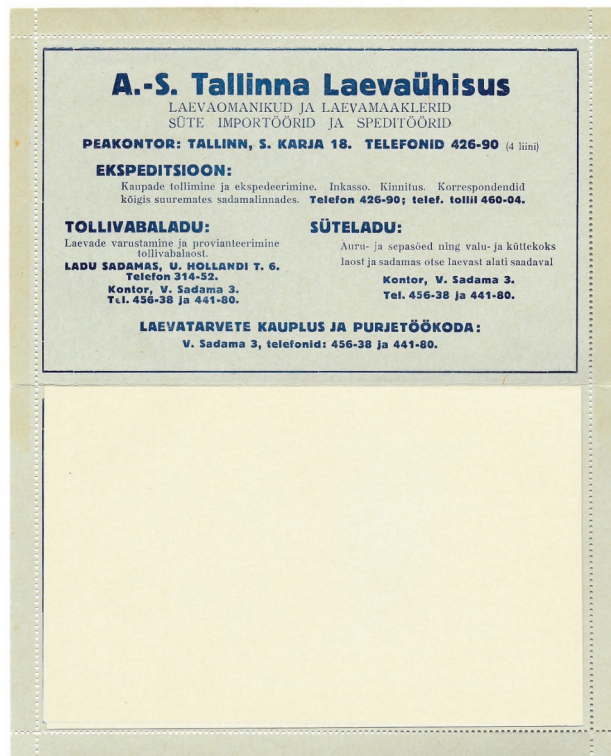 A.-S. Tallinna Laevaühisus
LAEVAOMANIKUD JA LAEVAMAAKLERID
SÜTE IMPORTÖÖRID JA SPEDITÖÖRID
PEAKONTOR: TALLINN, S. KARJA 18. TELEFONID 426-90 (4 liini)
EKSPEDITSIOON:
Kaupade tollimine ja ekspedeerimine. Inkasso. Kinnitus. Korrespondendid
kõigis suuremates sadamalinnades. Telefon 426-90; telef. tollil 460-04.
TOLLIVABALADU:
Laevade varustamine ja provianteerimine
tollivabalaost.
LADU SADAMAS, U. HOLLANDI T. 6.
Telefon 314-52.
Kontor, V. Sadama 3.
Tel. 456-38 ja 441-80.
SÜTELADU:
Auru- ja sepasöed ning valu- ja küttekoks
laost ja sadamas otse laevast alati saadaval
Kontor, V. Sadama 3.
Tel. 456-38 ja 441-80.
LAEVATARVETE KAUPLUS JA PURJETÖÖKODA:
V. Sadama 3, telefonid: 456-38 ja 441-80.